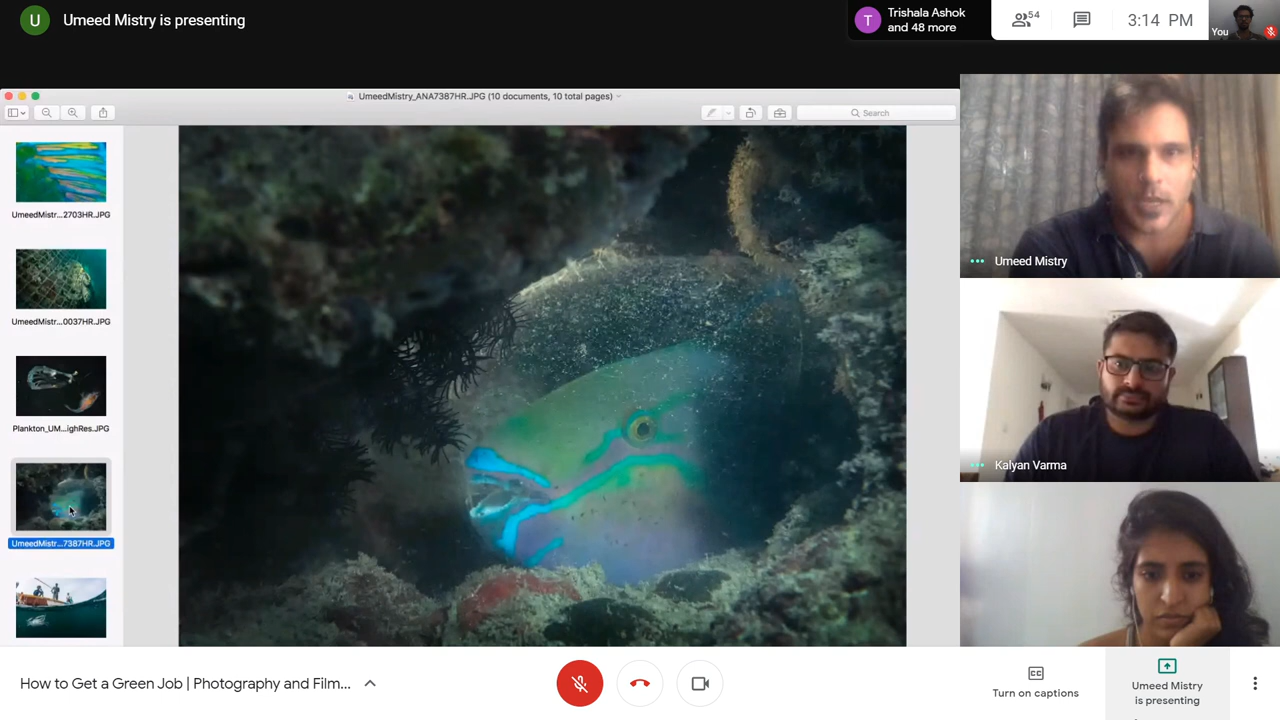 U
Umeed Mistry is presenting
T
Trishala Ashok
and 48 more
54
3:14 PM
You
UmeedMistry_ANA7387HR.JPG (10 documents, 10 total pages)
Search
UmeedMistr...2703HR.JPG
UmeedMistr...0037HR.JPG
Plankton_UM...ighRes.JPG
UmeedMistr...7387HR.JPG
Umeed Mistry
Kalyan Varma
How to Get a Green Job | Photography and Film...
CC
Turn on captions
Umeed Mistry
is presenting